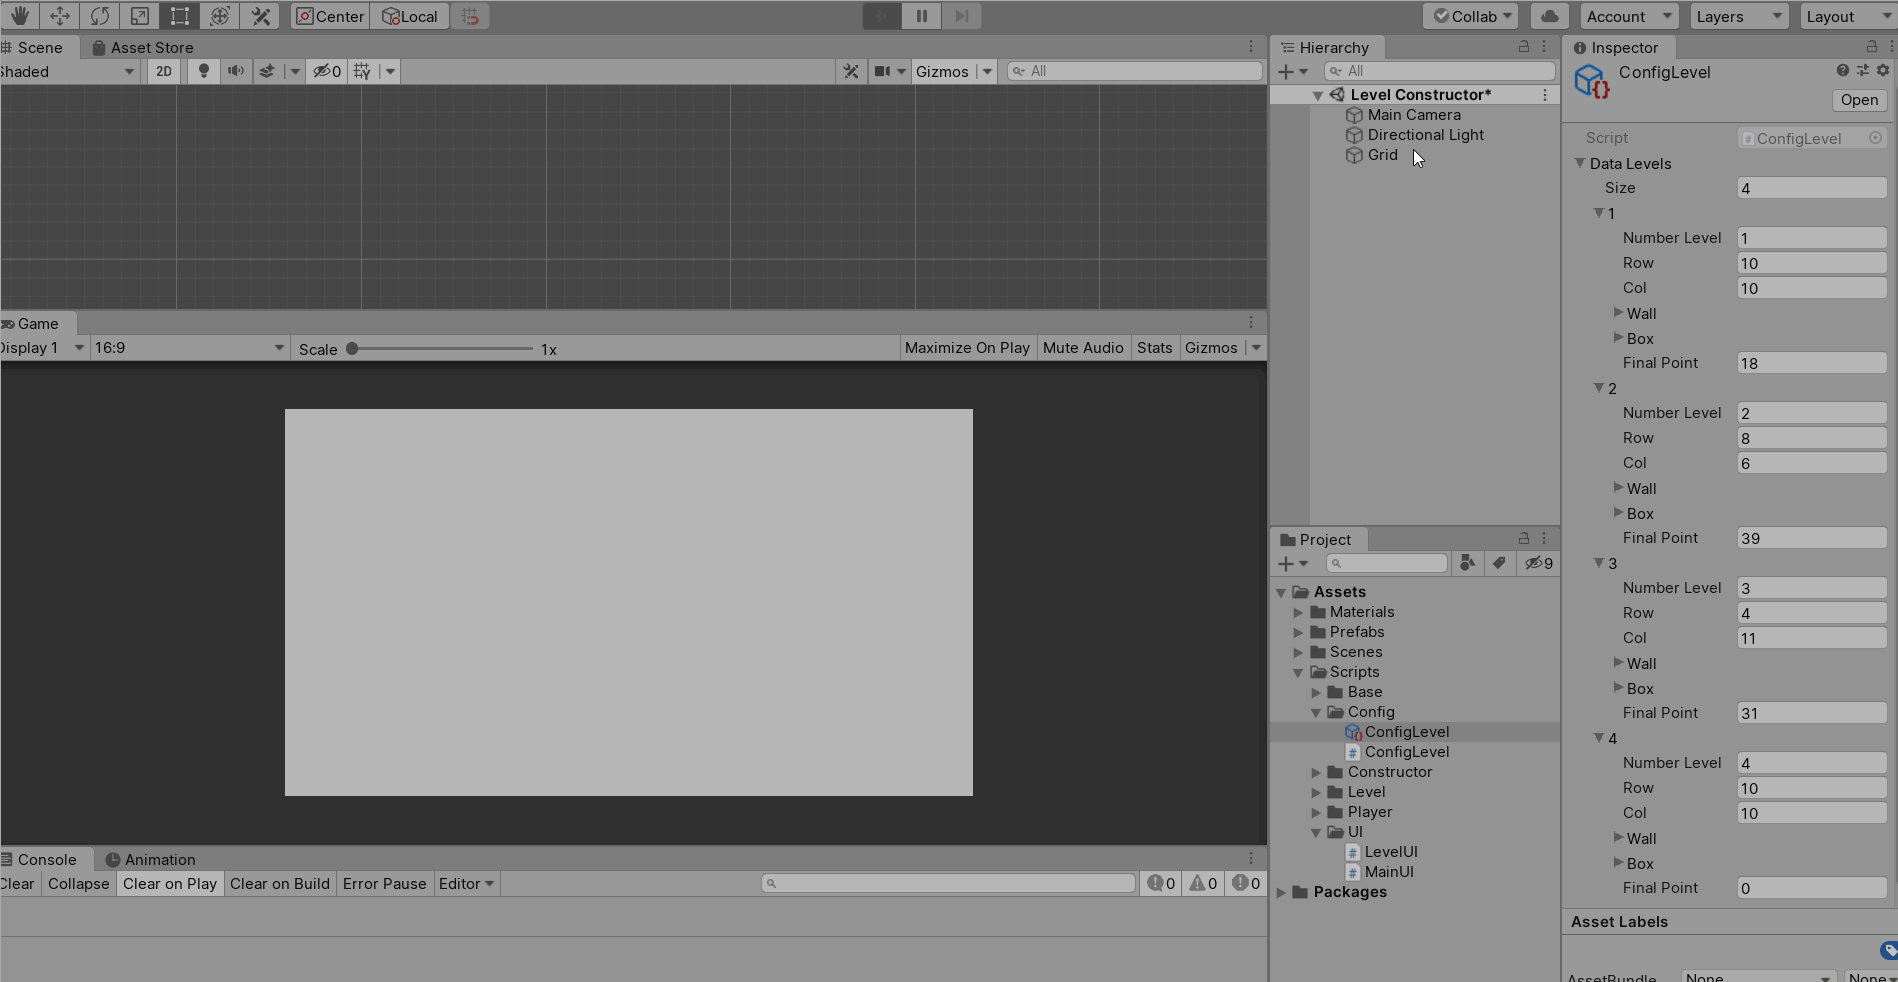 Center
Local
Collab
Account
Layers
Layout
Scene
Asset Store
Shaded
2D
0
Gizmos
All
Game
Display 1
16:9
Scale
1x
Maximize On Play
Mute Audio
Stats
Gizmos
Console
Animation
Clear
Collapse
Clear on Play
Clear on Build
Error Pause
Editor
0
0
0
Hierarchy
All
Level Constructor*
Main Camera
Directional Light
Grid
Project
9
Assets
Materials
Prefabs
Scenes
Scripts
Base
Config
ConfigLevel
ConfigLevel
Constructor
Level
Player
UI
LevelUI
MainUI
Packages
Inspector
ConfigLevel
Open
Script ConfigLevel
Data Levels
Size 4
1
Number Level 1
Row 10
Col 10
Wall
Box
Final Point 18
2
Number Level 2
Row 8
Col 6
Wall
Box
Final Point 39
3
Number Level 3
Row 4
Col 11
Wall
Box
Final Point 31
4
Number Level 4
Row 10
Col 10
Wall
Box
Final Point 0
Asset Labels
AssetBundle None None